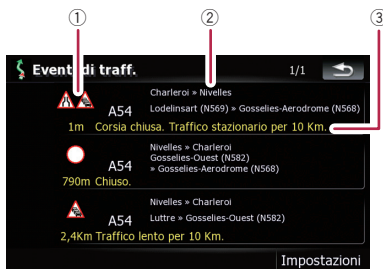 1 2 3
Eventi di traff. 1/1
Charleroi » Nivelles
A54 Lodelinsart (N569) » Gosselies-Aerodrome (N568)
1m Corsia chiusa. Traffico stazionario per 10 Km.
Nivelles » Charleroi
A54 Gosselies-Ouest (N582)
» Gosselies-Aerodrome (N568)
790m Chiuso.
Nivelles » Charleroi
A54 Luttre » Gosselies-Ouest (N582)
2,4Km Traffico lento per 10 Km.
Impostazioni